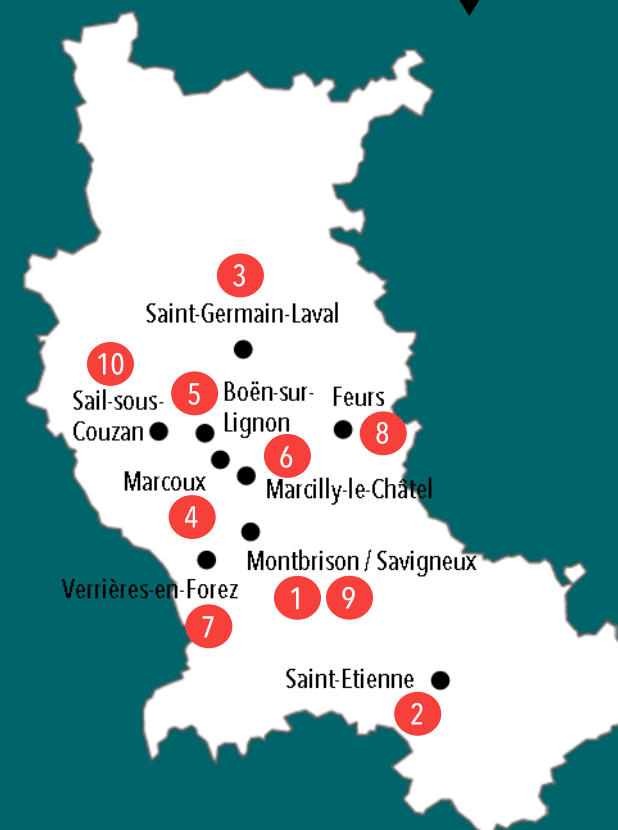 3
Saint-Germain-Laval
10
Sail-sous-
Couzan
5
Boën-sur-
Lignon
Feurs
8
6
Marcilly-le-Châtel
Marcoux
4
Montbrison / Savigneux
1 9
Verrières-en-Forez
7
Saint-Etienne
2